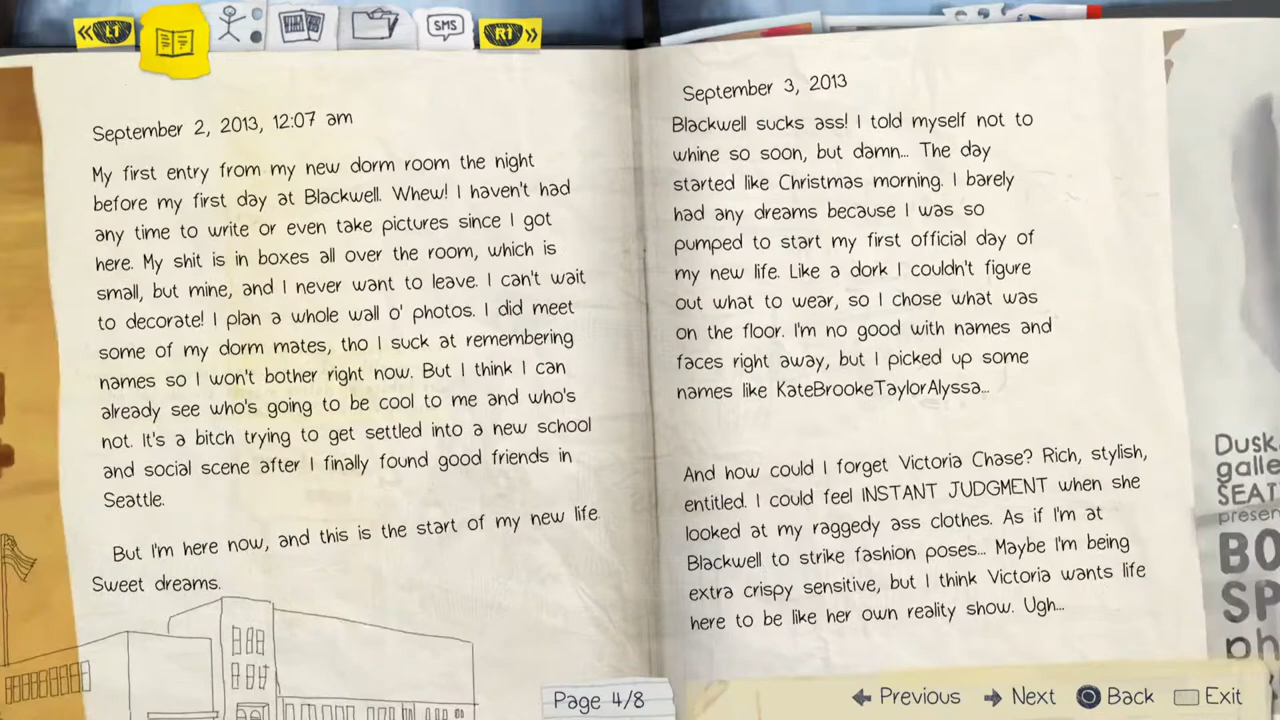 « L1
SMS
R1 »
September 2, 2013, 12:07 am
My first entry from my new dorm room the night
before my first day at Blackwell. Whew! I haven't had
any time to write or even take pictures since I got
here. My shit is in boxes all over the room, which is
small, but mine, and I never want to leave. I can't wait
to decorate! I plan a whole wall o' photos. I did meet
some of my dorm mates, tho I suck at remembering
names so I won't bother right now. But I think I can
already see who's going to be cool to me and who's
not. It's a bitch trying to get settled into a new school
and social scene after I finally found good friends in
Seattle.
But I'm here now, and this is the start of my new life.
Sweet dreams.
September 3, 2013
Blackwell sucks ass! I told myself not to
whine so soon, but damn... The day
started like Christmas morning. I barely
had any dreams because I was so
pumped to start my first official day of
my new life. Like a dork I couldn't figure
out what to wear, so I chose what was
on the floor. I'm no good with names and
faces right away, but I picked up some
names like KateBrookeTaylorAlyssa...
And how could I forget Victoria Chase? Rich, stylish,
entitled. I could feel INSTANT JUDGMENT when she
looked at my raggedy ass clothes. As if I'm at
Blackwell to strike fashion poses... Maybe I'm being
extra crispy sensitive, but I think Victoria wants life
here to be like her own reality show. Ugh...
Dusk
galle
SEAT
presen
BO
SP
ph
Page 4/8
Previous
Next
Back
Exit